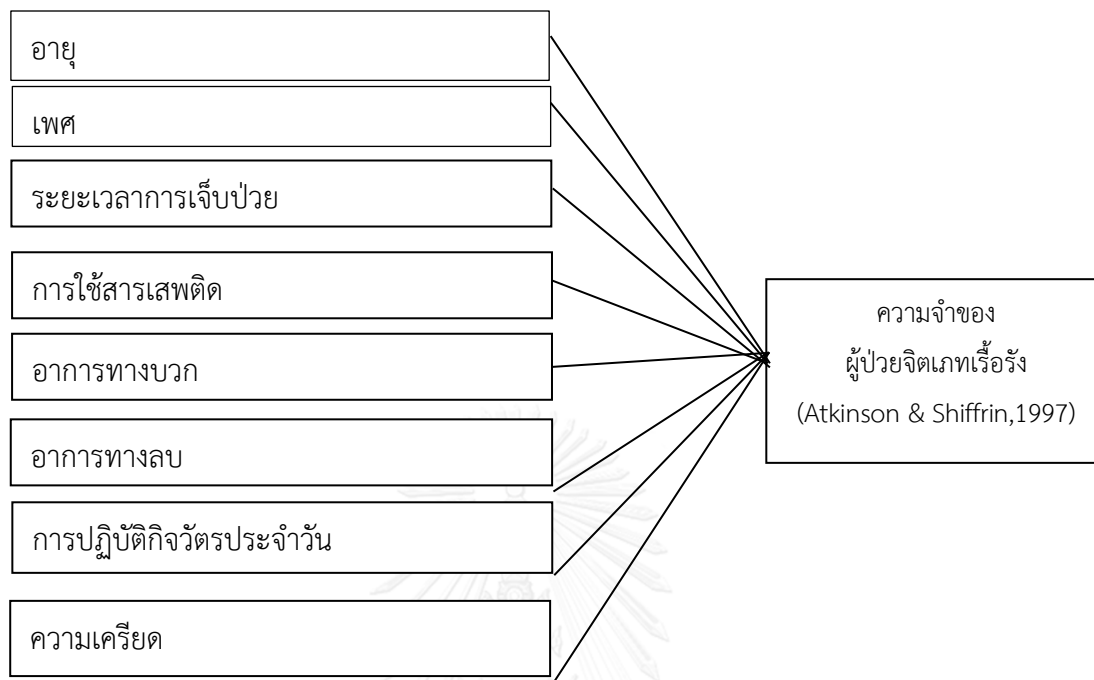 อายุ
เพศ
ระยะเวลาการเจ็บป่วย
การใช้สารเสพติด
อาการทางบวก
อาการทางลบ
การปฏิบัติกิจวัตรประจำวัน
ความเครียด
ความจำของ
ผู้ป่วยจิตเภทเรื้อรัง
(Atkinson & Shiffrin,1997)